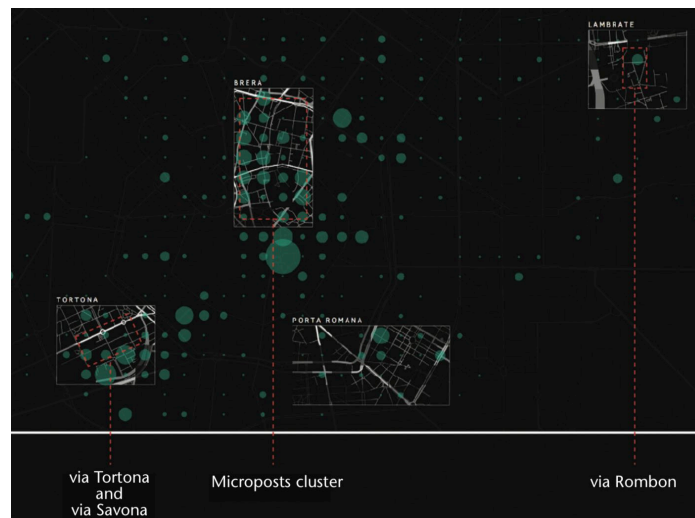 LAMBRATE
BRERA
TORTONA
PORTA ROMANA
via Tortona
and
via Savona
Microposts cluster
via Rombon